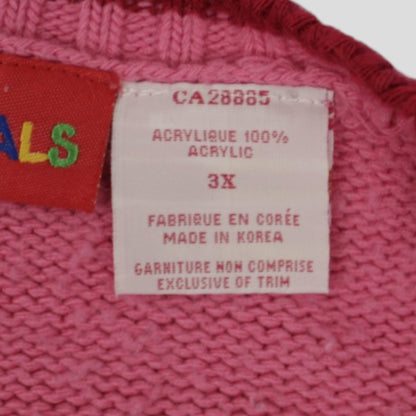 ALS
CA28885
ACRYLIQUE 100%
ACRYLIC
3X
FABRIQUE EN CORÉE
MADE IN KOREA
GARNITURE NON COMPRISE
EXCLUSIVE OF TRIM